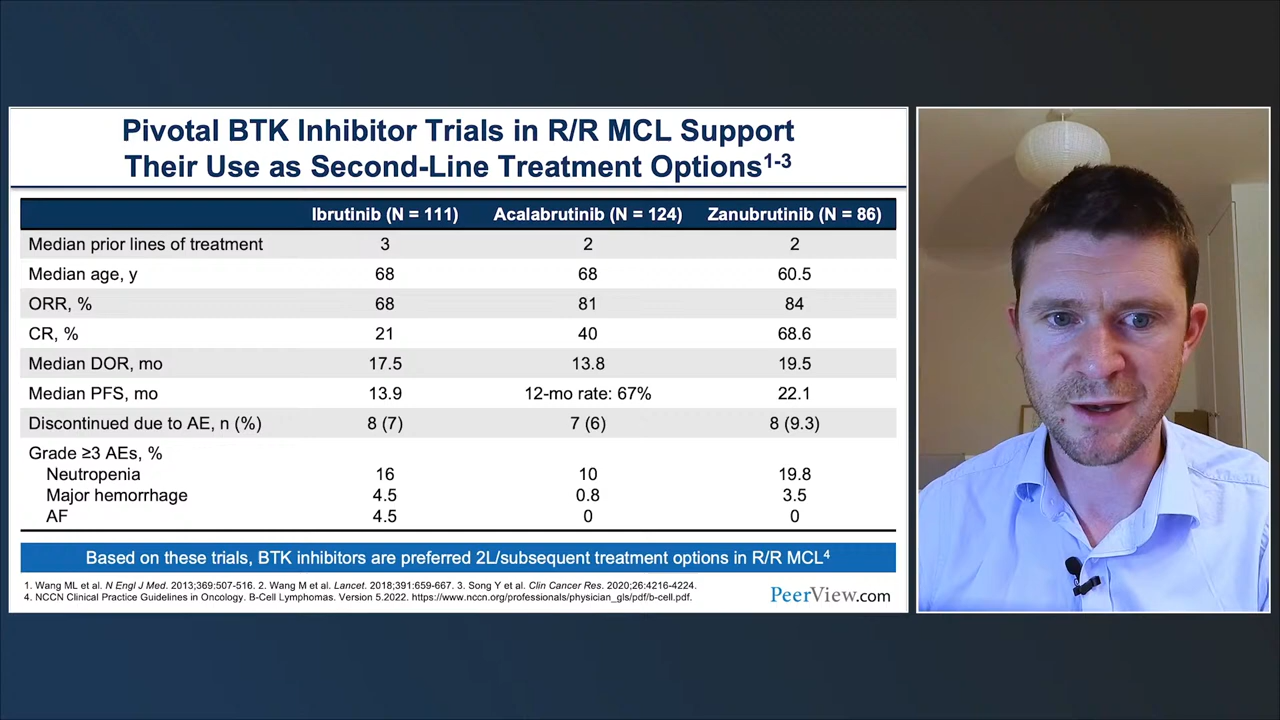 Pivotal BTK Inhibitor Trials in R/R MCL Support
Their Use as Second-Line Treatment Options1-3
Ibrutinib (N = 111) Acalabrutinib (N = 124) Zanubrutinib (N = 86)
Median prior lines of treatment 3 2 2
Median age, y 68 68 60.5
ORR, % 68 81 84
CR, % 21 40 68.6
Median DOR, mo 17.5 13.8 19.5
Median PFS, mo 13.9 12-mo rate: 67% 22.1
Discontinued due to AE, n (%) 8 (7) 7 (6) 8 (9.3)
Grade ≥3 AEs, %
Neutropenia 16 10 19.8
Major hemorrhage 4.5 0.8 3.5
AF 4.5 0 0
Based on these trials, BTK inhibitors are preferred 2L/subsequent treatment options in R/R MCL4
1. Wang ML et al. N Engl J Med. 2013;369:507-516. 2. Wang M et al. Lancet. 2018;391:659-667. 3. Song Y et al. Clin Cancer Res. 2020;26:4216-4224.
4. NCCN Clinical Practice Guidelines in Oncology. B-Cell Lymphomas. Version 5.2022. https://www.nccn.org/professionals/physician_gls/pdf/b-cell.pdf.
PeerView.com